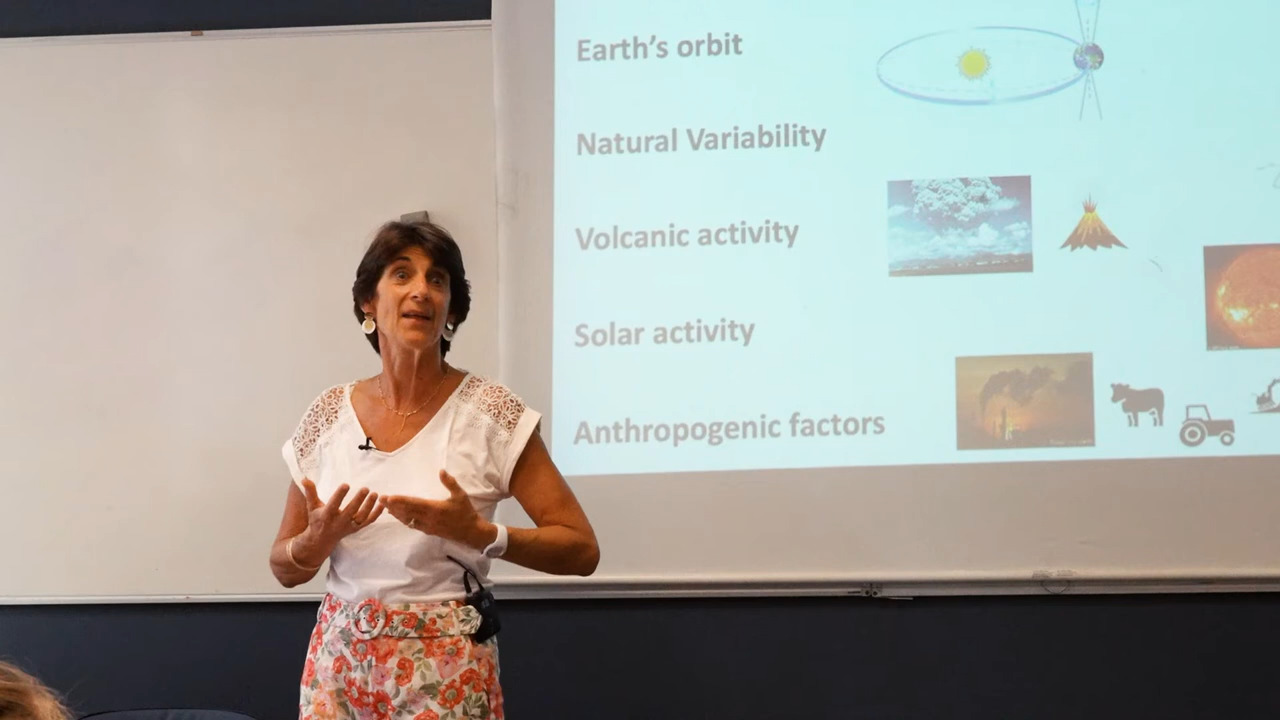 Earth's orbit
Natural Variability
Volcanic activity
Solar activity
Anthropogenic factors